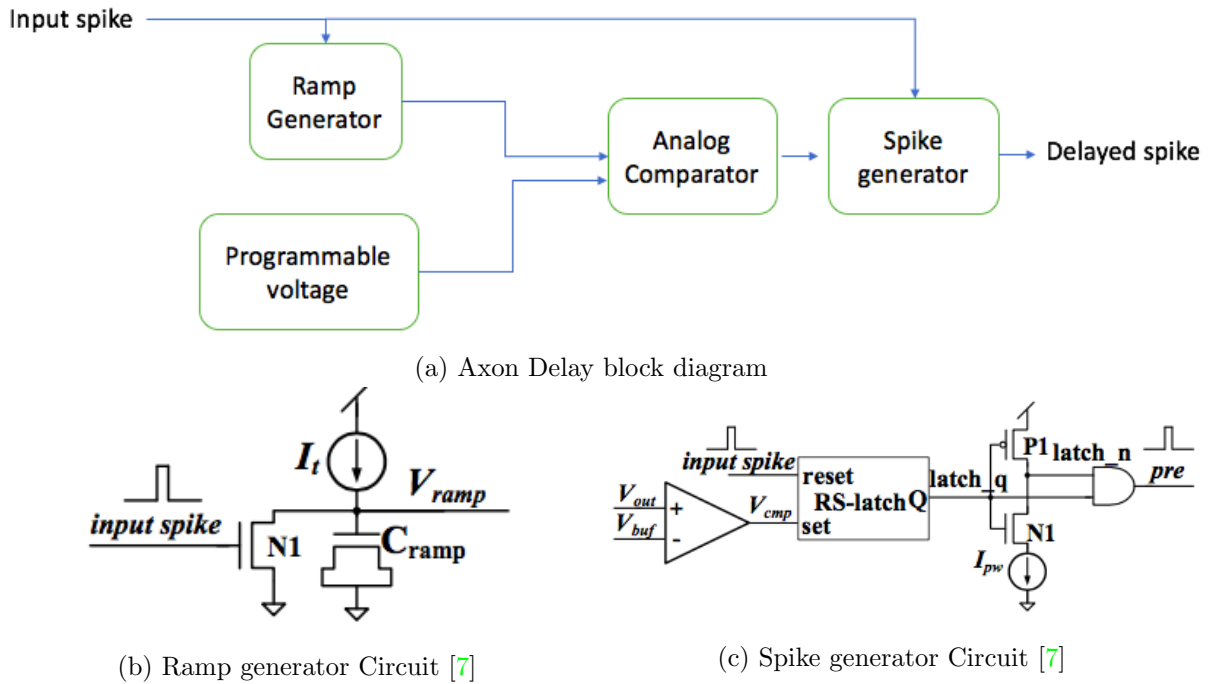 Input spike
Ramp
Generator
Analog
Comparator
Spike
generator
Delayed spike
Programmable
voltage
(a) Axon Delay block diagram
I_t
V_ramp
input spike
N1
C_ramp
(b) Ramp generator Circuit [7]
input spike
V_out
+
V_buf
-
V_cmp
reset
RS-latch Q
set
latch_q
P1
latch_n
pre
N1
I_pw
(c) Spike generator Circuit [7]